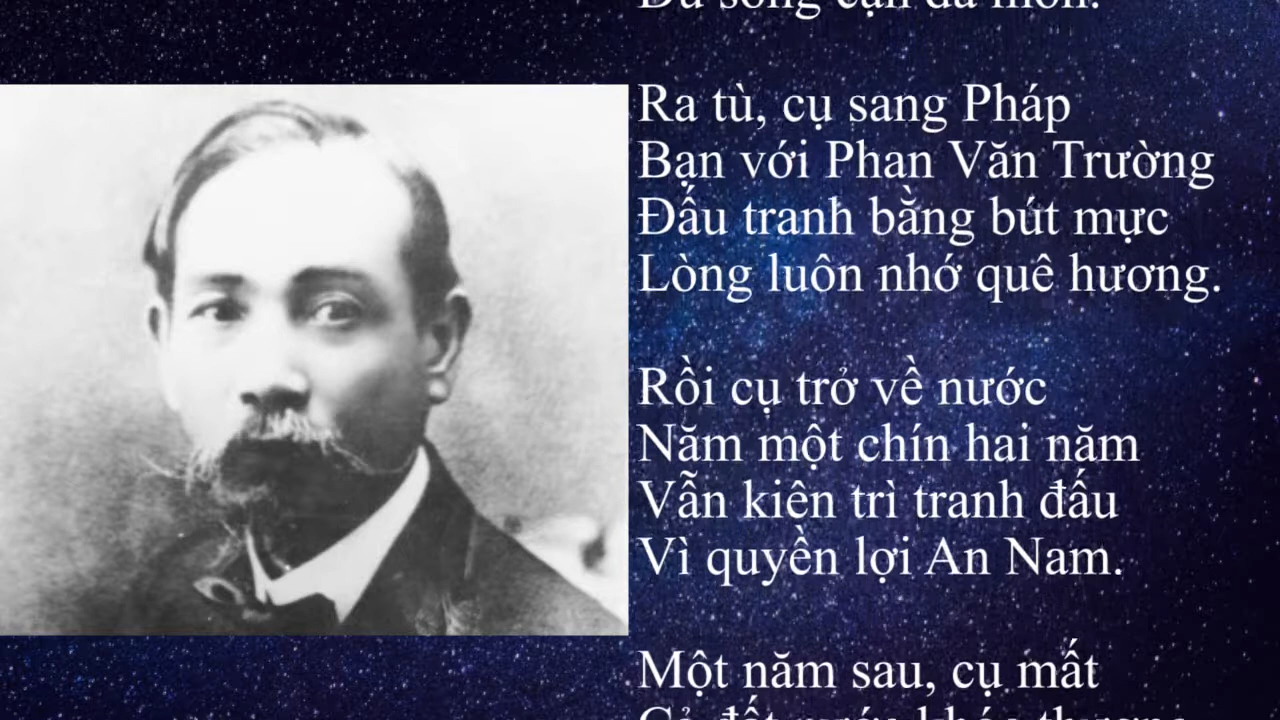 Ra tù, cụ sang Pháp
Bạn với Phan Văn Trường
Đấu tranh bằng bút mực
Lòng luôn nhớ quê hương.
Rồi cụ trở về nước
Năm một chín hai năm
Vẫn kiên trì tranh đấu
Vì quyền lợi An Nam.
Một năm sau, cụ mất